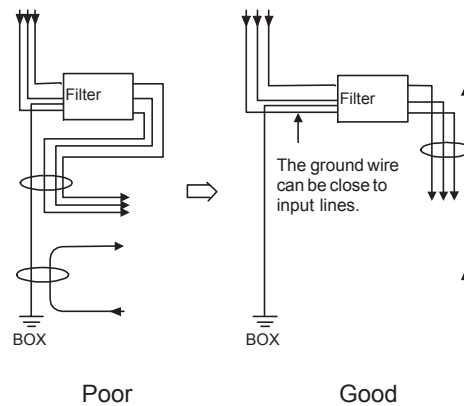 Filter
Filter
The ground wire
can be close to
input lines.
BOX
BOX
Poor
Good